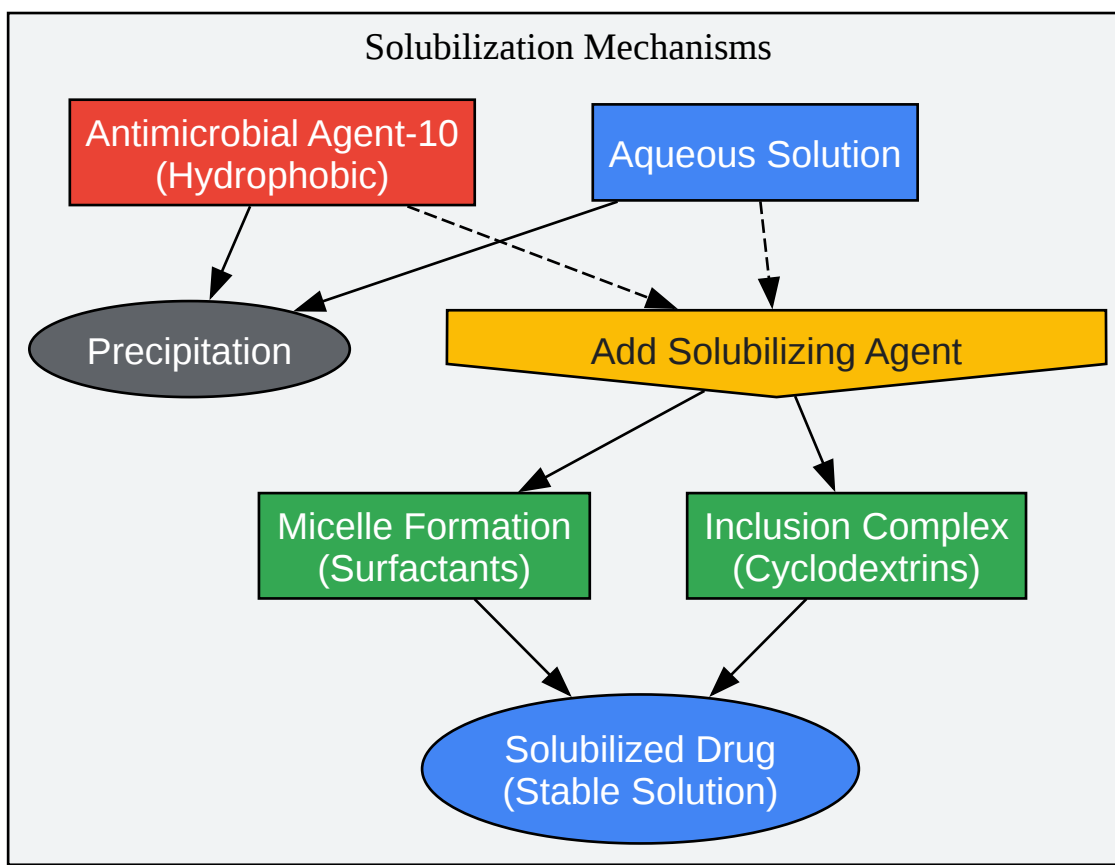 Solubilization Mechanisms
Antimicrobial Agent-10
(Hydrophobic)
Aqueous Solution
Precipitation
Add Solubilizing Agent
Micelle Formation
(Surfactants)
Inclusion Complex
(Cyclodextrins)
Solubilized Drug
(Stable Solution)